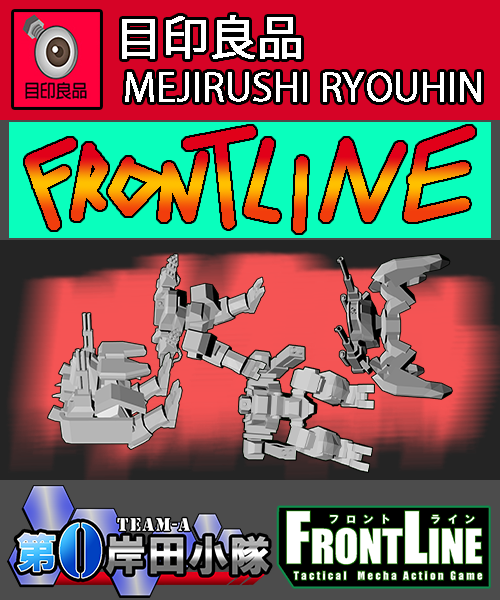 目印良品
目印良品
MEJIRUSHI RYOUHIN
FRONTLINE
TEAM-A
第0岸田小隊
フロント ライン
FRONTLINE
Tactical Mecha Action Game